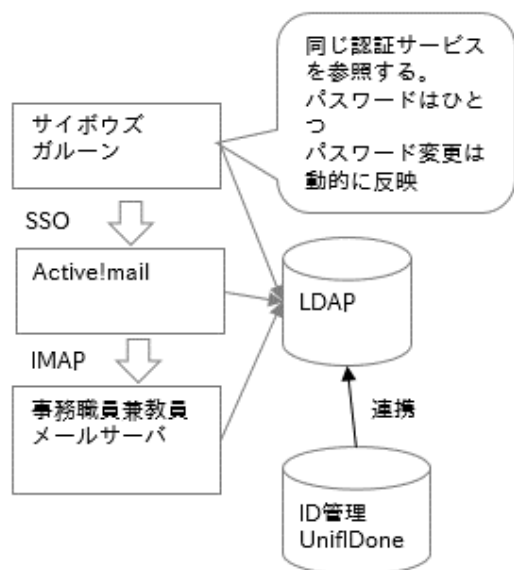 同じ認証サービス
を参照する。
パスワードはひと
つ
パスワード変更は
動的に反映
サイボウズ
ガルーン
SSO
Active!mail
LDAP
IMAP
事務職員兼教員
メールサーバ
連携
ID管理
UnifIDone